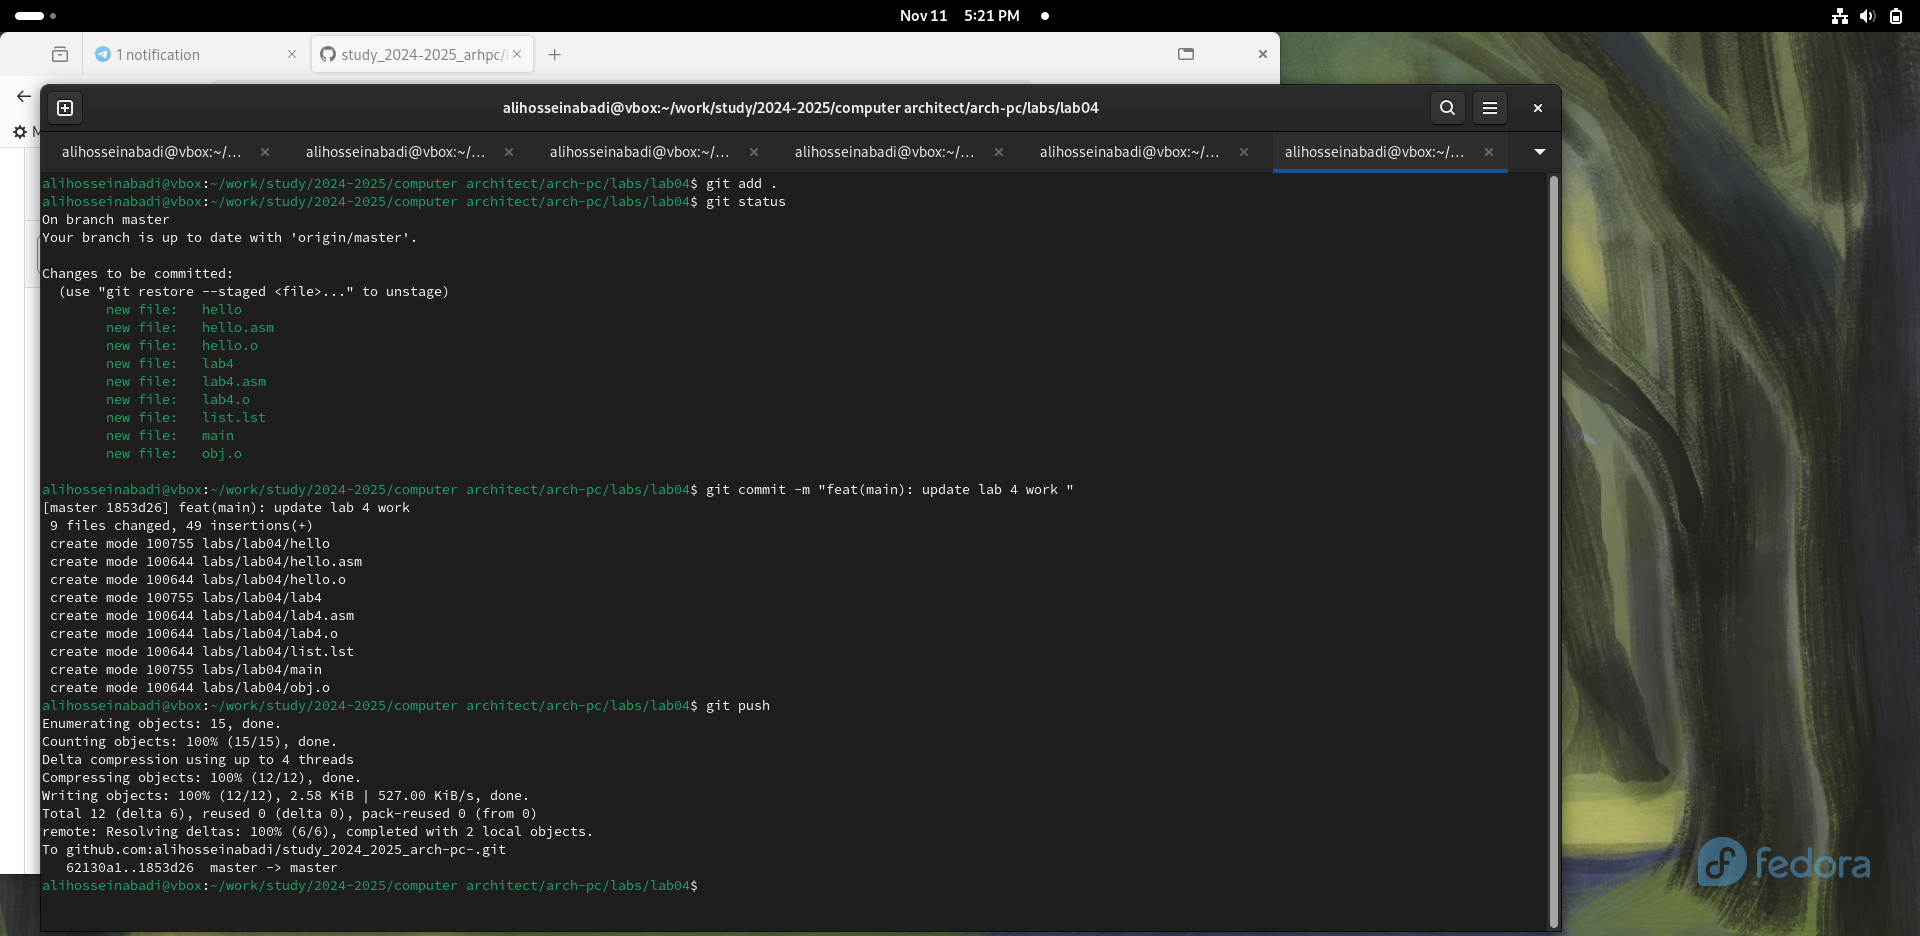 Nov 11 5:21 PM
1 notification
study_2024-2025_arhpc/
M
alihosseinabadi@vbox:~/work/study/2024-2025/computer architect/arch-pc/labs/lab04
alihosseinabadi@vbox:~/... alihosseinabadi@vbox:~/... alihosseinabadi@vbox:~/... alihosseinabadi@vbox:~/... alihosseinabadi@vbox:~/... alihosseinabadi@vbox:~/...
alihosseinabadi@vbox:~/work/study/2024-2025/computer architect/arch-pc/labs/lab04$ git add .
alihosseinabadi@vbox:~/work/study/2024-2025/computer architect/arch-pc/labs/lab04$ git status
On branch master
Your branch is up to date with 'origin/master'.
Changes to be committed:
  (use "git restore --staged <file>..." to unstage)
        new file:   hello
        new file:   hello.asm
        new file:   hello.o
        new file:   lab4
        new file:   lab4.asm
        new file:   lab4.o
        new file:   list.lst
        new file:   main
        new file:   obj.o
alihosseinabadi@vbox:~/work/study/2024-2025/computer architect/arch-pc/labs/lab04$ git commit -m "feat(main): update lab 4 work "
[master 1853d26] feat(main): update lab 4 work
 9 files changed, 49 insertions(+)
 create mode 100755 labs/lab04/hello
 create mode 100644 labs/lab04/hello.asm
 create mode 100644 labs/lab04/hello.o
 create mode 100755 labs/lab04/lab4
 create mode 100644 labs/lab04/lab4.asm
 create mode 100644 labs/lab04/lab4.o
 create mode 100644 labs/lab04/list.lst
 create mode 100755 labs/lab04/main
 create mode 100644 labs/lab04/obj.o
alihosseinabadi@vbox:~/work/study/2024-2025/computer architect/arch-pc/labs/lab04$ git push
Enumerating objects: 15, done.
Counting objects: 100% (15/15), done.
Delta compression using up to 4 threads
Compressing objects: 100% (12/12), done.
Writing objects: 100% (12/12), 2.58 KiB | 527.00 KiB/s, done.
Total 12 (delta 6), reused 0 (delta 0), pack-reused 0 (from 0)
remote: Resolving deltas: 100% (6/6), completed with 2 local objects.
To github.com:alihosseinabadi/study_2024_2025_arch-pc-.git
   62130a1..1853d26  master -> master
alihosseinabadi@vbox:~/work/study/2024-2025/computer architect/arch-pc/labs/lab04$
fedora